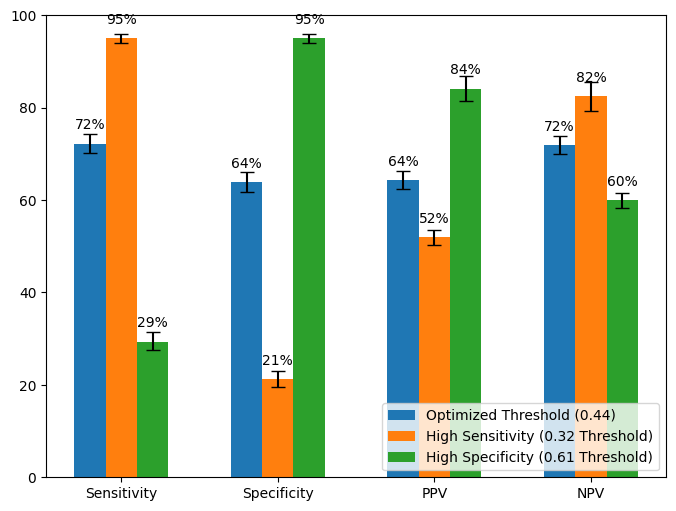 100
80
60
40
20
0
72%
95%
29%
64%
21%
95%
64%
52%
84%
72%
82%
60%
Optimized Threshold (0.44)
High Sensitivity (0.32 Threshold)
High Specificity (0.61 Threshold)
Sensitivity
Specificity
PPV
NPV